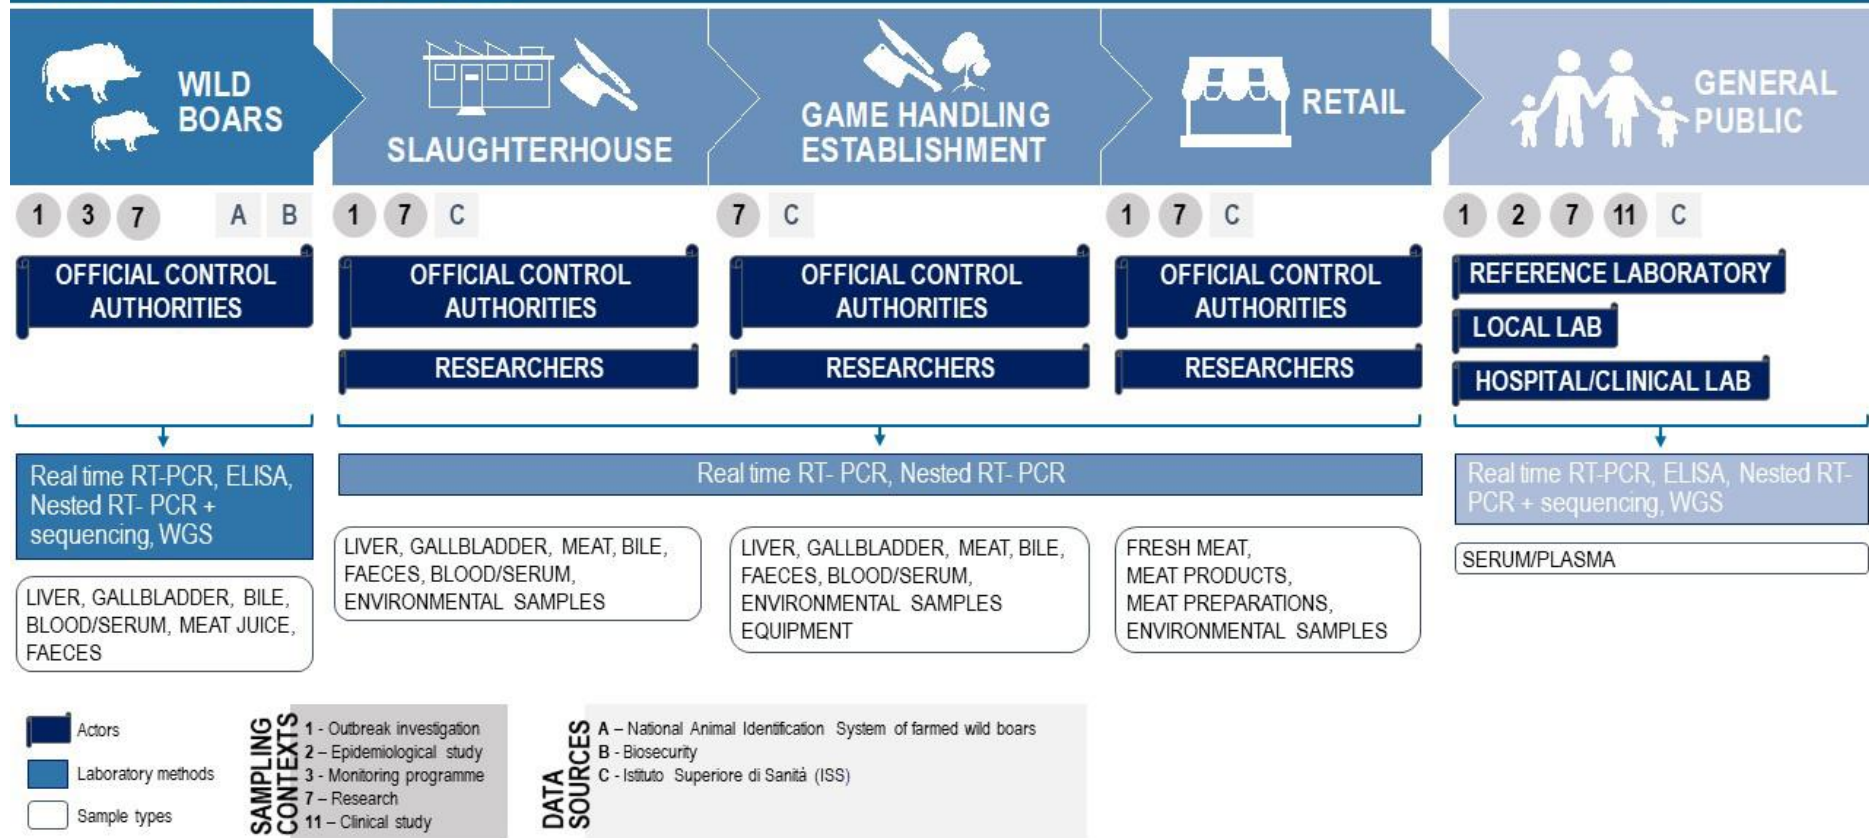 WILD
BOARS
SLAUGHTERHOUSE
GAME HANDLING
ESTABLISHMENT
RETAIL
GENERAL
PUBLIC
1 3 7 A B
1 7 C
7 C
1 7 C
1 2 7 11 C
OFFICIAL CONTROL
AUTHORITIES
OFFICIAL CONTROL
AUTHORITIES
RESEARCHERS
OFFICIAL CONTROL
AUTHORITIES
RESEARCHERS
OFFICIAL CONTROL
AUTHORITIES
RESEARCHERS
REFERENCE LABORATORY
LOCAL LAB
HOSPITAL/CLINICAL LAB
Real time RT-PCR, ELISA,
Nested RT- PCR +
sequencing, WGS
Real time RT- PCR, Nested RT- PCR
Real time RT-PCR, ELISA, Nested RT-
PCR + sequencing, WGS
LIVER, GALLBLADDER, BILE,
BLOOD/SERUM, MEAT JUICE,
FAECES
LIVER, GALLBLADDER, MEAT, BILE,
FAECES, BLOOD/SERUM,
ENVIRONMENTAL SAMPLES
LIVER, GALLBLADDER, MEAT, BILE,
FAECES, BLOOD/SERUM,
ENVIRONMENTAL SAMPLES
EQUIPMENT
FRESH MEAT,
MEAT PRODUCTS,
MEAT PREPARATIONS,
ENVIRONMENTAL SAMPLES
SERUM/PLASMA
Actors
Laboratory methods
Sample types
SAMPLING
CONTEXTS
1 - Outbreak investigation
2 – Epidemiological study
3 - Monitoring programme
7 – Research
11 – Clinical study
DATA
SOURCES
A – National Animal Identification System of farmed wild boars
B - Biosecurity
C - Istituto Superiore di Sanità (ISS)